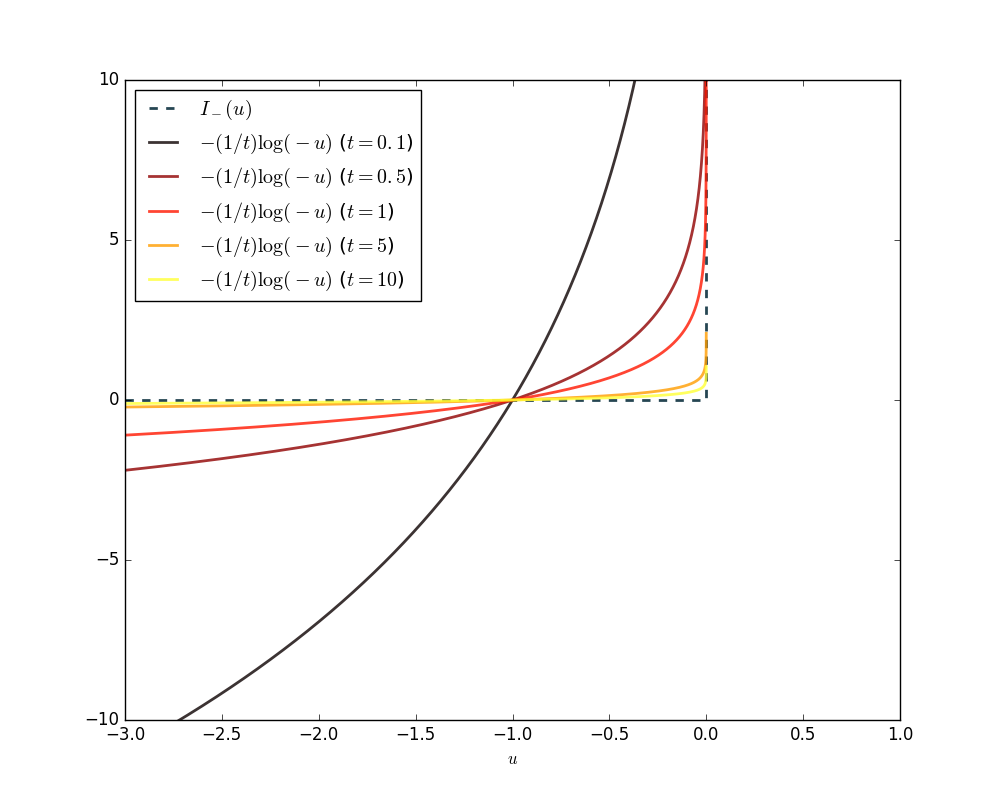 10
5
0
−5
−10
I₋(u)
−(1/t)log(−u) (t=0.1)
−(1/t)log(−u) (t=0.5)
−(1/t)log(−u) (t=1)
−(1/t)log(−u) (t=5)
−(1/t)log(−u) (t=10)
−3.0 −2.5 −2.0 −1.5 −1.0 −0.5 0.0 0.5 1.0
u